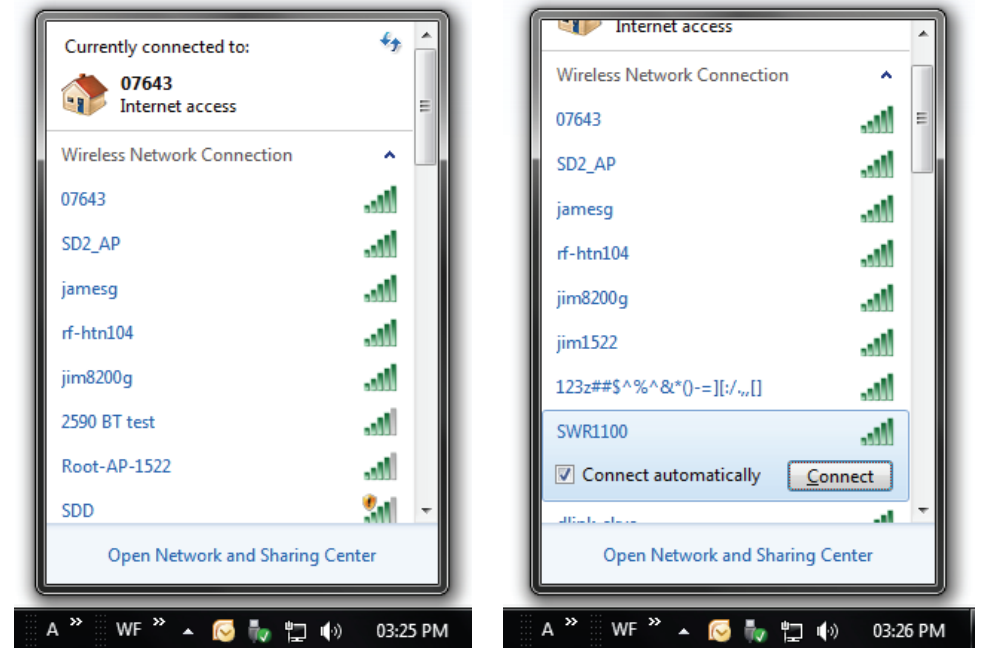 Currently connected to:
07643
Internet access
Wireless Network Connection
07643
SD2_AP
jamesg
rf-htn104
jim8200g
2590 BT test
Root-AP-1522
SDD
Open Network and Sharing Center
A » WF » 03:25 PM
Internet access
Wireless Network Connection
07643
SD2_AP
jamesg
rf-htn104
jim8200g
jim1522
123z##$^%^&*()-=][:/.,,[]
SWR1100
Connect automatically Connect
Open Network and Sharing Center
A » WF » 03:26 PM